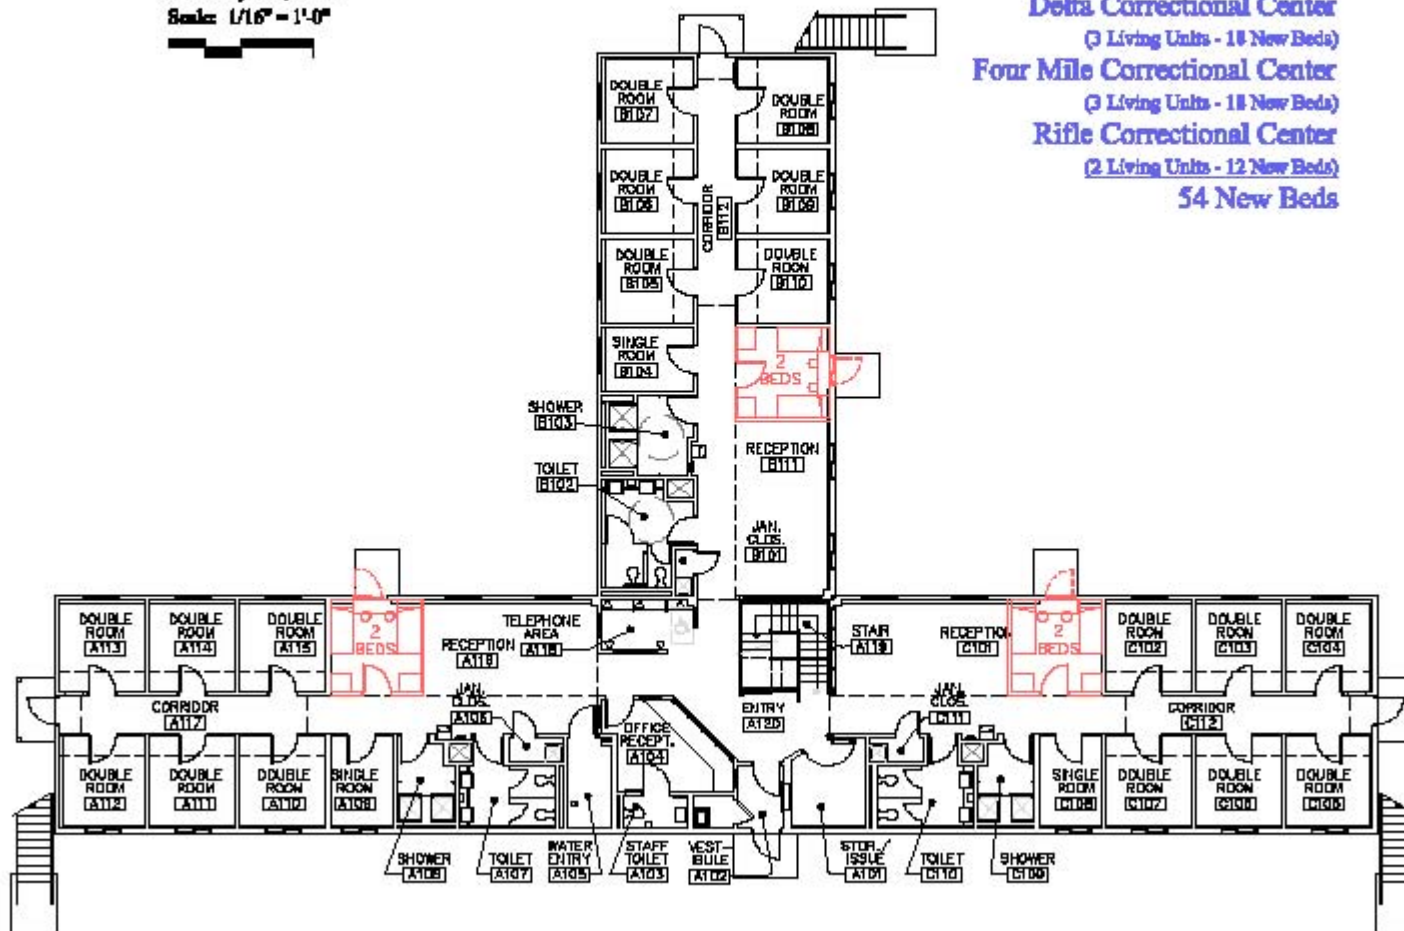 Scale: 1/16" = 1'-0"
Delta Correctional Center
(3 Living Units - 18 New Beds)
Four Mile Correctional Center
(3 Living Units - 18 New Beds)
Rifle Correctional Center
(2 Living Units - 12 New Beds)
54 New Beds
DOUBLE
ROOM
B107
DOUBLE
ROOM
B108
DOUBLE
ROOM
B106
DOUBLE
ROOM
B109
CORRIDOR
B112
DOUBLE
ROOM
B105
DOUBLE
ROOM
B110
SINGLE
ROOM
B104
2
BEDS
SHOWER
B103
RECEPTION
B111
TOILET
B102
JAN.
CLOS.
B101
DOUBLE
ROOM
A113
DOUBLE
ROOM
A114
DOUBLE
ROOM
A115
2
BEDS
RECEPTION
A119
TELEPHONE
AREA
A118
STAIR
A119
RECEPTIO
C101
2
BEDS
DOUBLE
ROOM
C102
DOUBLE
ROOM
C103
DOUBLE
ROOM
C104
CORRIDOR
A117
JAN.
CLOS.
A106
OFFICE
RECEPT.
A104
ENTRY
A120
JAN.
CLOS.
C111
CORRIDOR
C112
DOUBLE
ROOM
A112
DOUBLE
ROOM
A111
DOUBLE
ROOM
A110
SINGLE
ROOM
A109
SINGLE
ROOM
C108
DOUBLE
ROOM
C107
DOUBLE
ROOM
C106
DOUBLE
ROOM
C105
SHOWER
A108
TOILET
A107
WATER
ENTRY
A105
STAFF
TOILET
A103
VEST-
IBULE
A102
STOR./
ISSUE
A101
TOILET
C110
SHOWER
C109